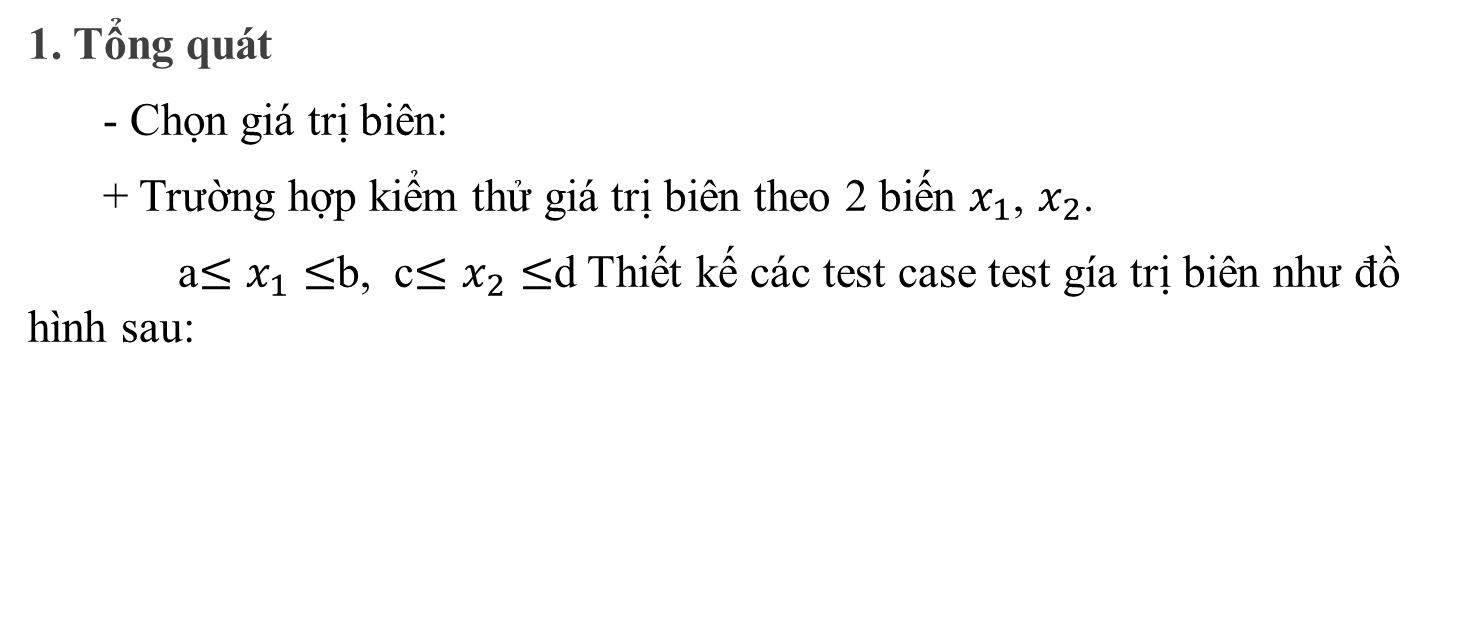 1. Tổng quát
- Chọn giá trị biên:
+ Trường hợp kiểm thử giá trị biên theo 2 biến x₁, x₂.
a≤ x₁ ≤b, c≤ x₂ ≤d Thiết kế các test case test gía trị biên như đồ
hình sau: